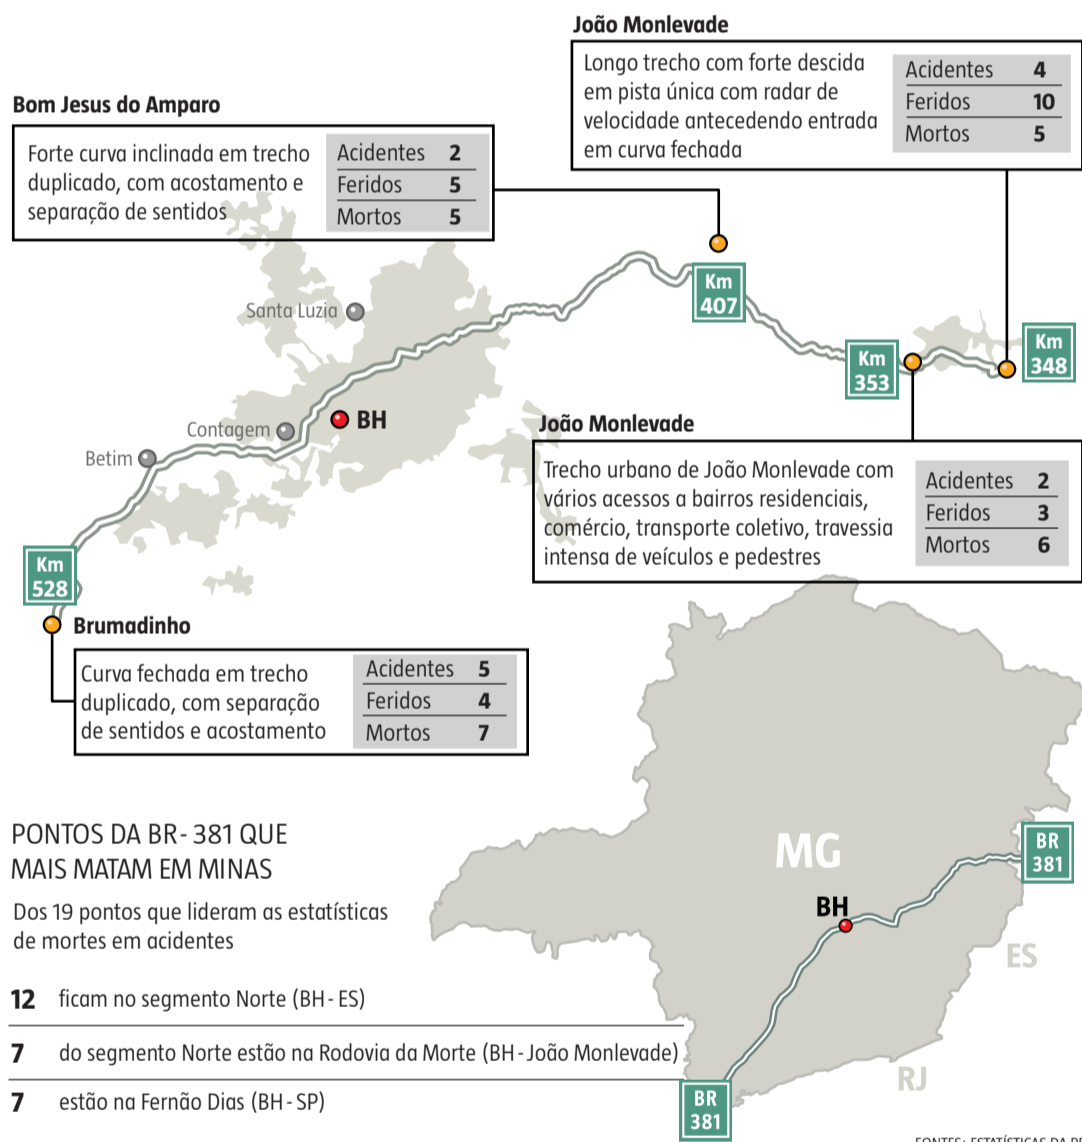 João Monlevade
Longo trecho com forte descida
em pista única com radar de
velocidade antecedendo entrada
em curva fechada
Acidentes 4
Feridos 10
Mortos 5
Bom Jesus do Amparo
Forte curva inclinada em trecho
duplicado, com acostamento e
separação de sentidos
Acidentes 2
Feridos 5
Mortos 5
Km
407
Santa Luzia
Km
353
Km
348
BH
Contagem
Betim
João Monlevade
Trecho urbano de João Monlevade com
vários acessos a bairros residenciais,
comércio, transporte coletivo, travessia
intensa de veículos e pedestres
Acidentes 2
Feridos 3
Mortos 6
Km
528
Brumadinho
Curva fechada em trecho
duplicado, com separação
de sentidos e acostamento
Acidentes 5
Feridos 4
Mortos 7
PONTOS DA BR-381 QUE
MAIS MATAM EM MINAS
Dos 19 pontos que lideram as estatísticas
de mortes em acidentes
12 ficam no segmento Norte (BH-ES)
7 do segmento Norte estão na Rodovia da Morte (BH-João Monlevade)
7 estão na Fernão Dias (BH-SP)
MG
BR
381
BH
ES
RJ
BR
381
FONTES: ESTATÍSTICAS DA